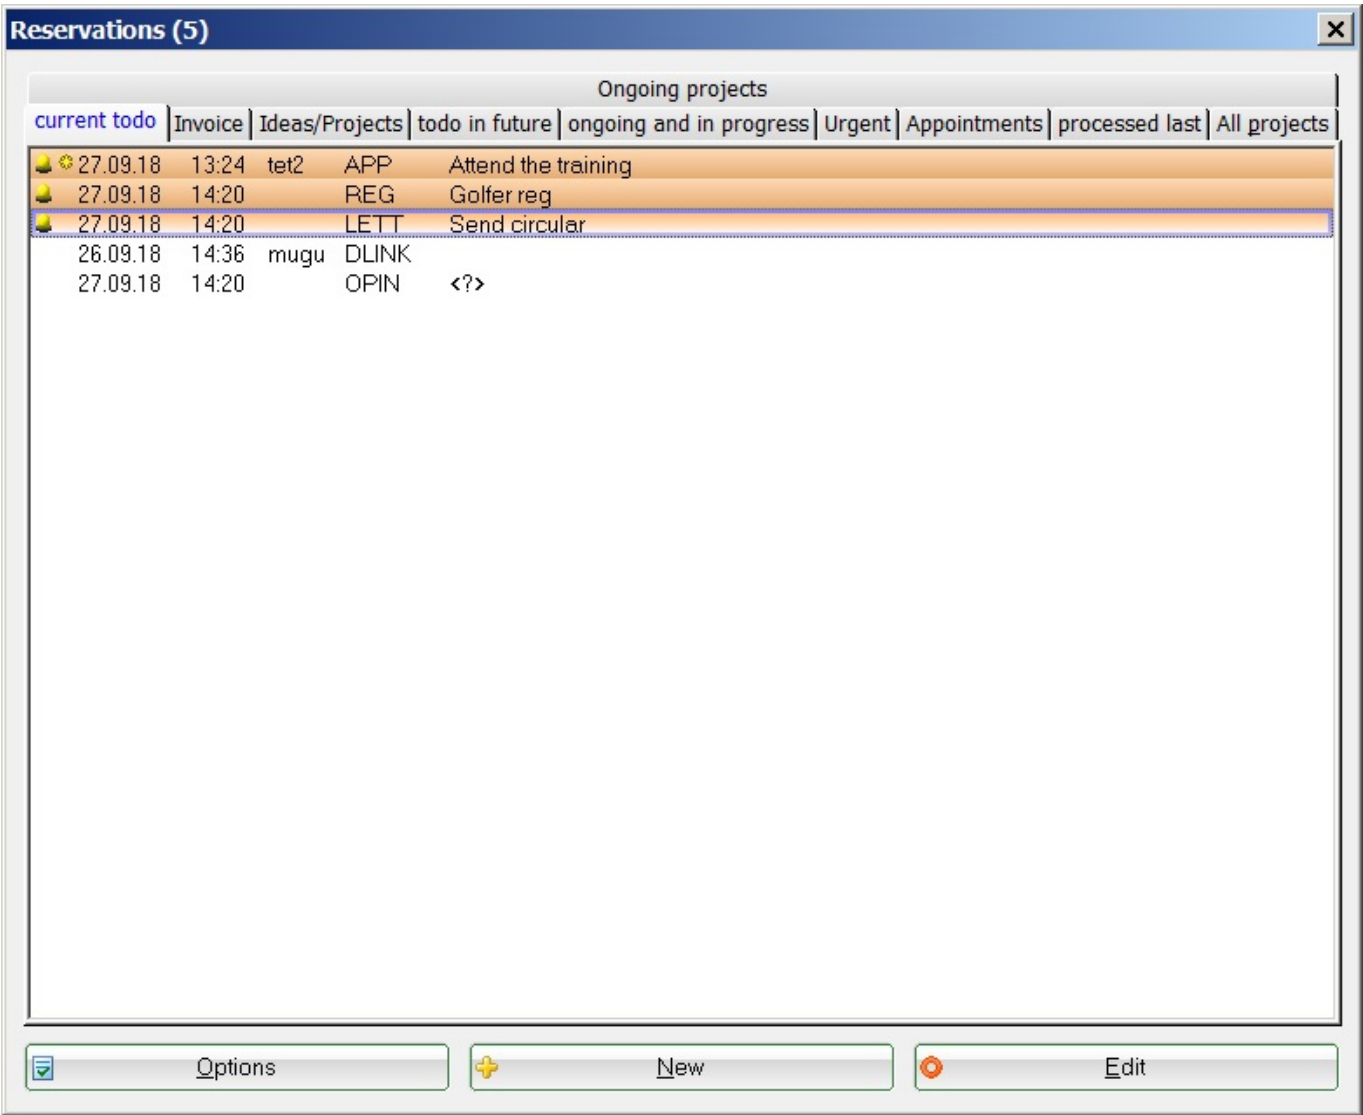 Reservations (5)
Ongoing projects
current todo Invoice Ideas/Projects todo in future ongoing and in progress Urgent Appointments processed last All projects
27.09.18 13:24 tet2 APP Attend the training
27.09.18 14:20 REG Golfer reg
27.09.18 14:20 LETT Send circular
26.09.18 14:36 mugu DLINK
27.09.18 14:20 OPIN <?>
Options New Edit